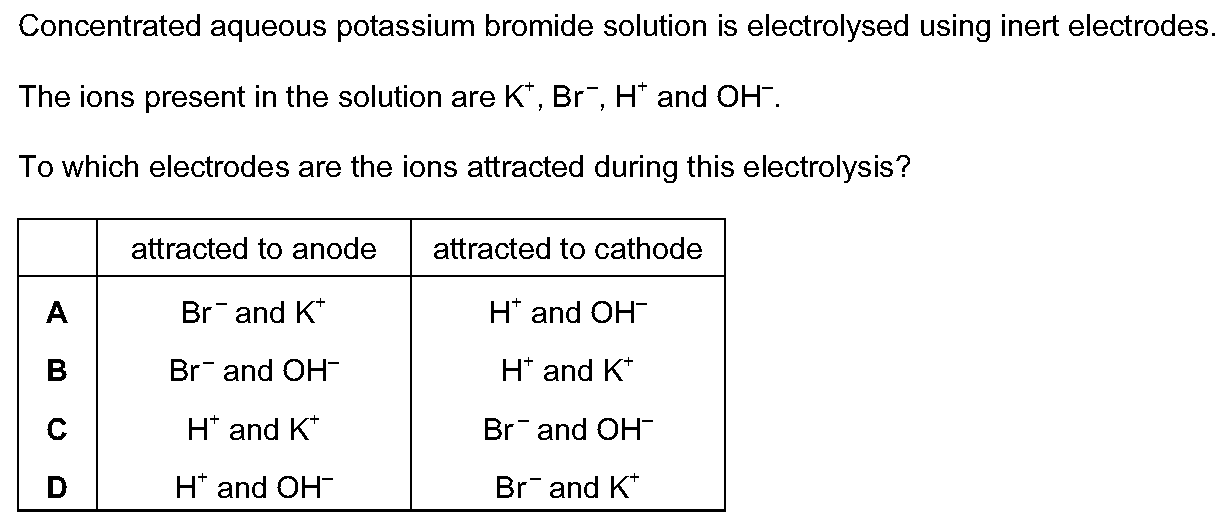 Concentrated aqueous potassium bromide solution is electrolysed using inert electrodes.
The ions present in the solution are K⁺, Br⁻, H⁺ and OH⁻.
To which electrodes are the ions attracted during this electrolysis?
attracted to anode attracted to cathode
A Br⁻ and K⁺ H⁺ and OH⁻
B Br⁻ and OH⁻ H⁺ and K⁺
C H⁺ and K⁺ Br⁻ and OH⁻
D H⁺ and OH⁻ Br⁻ and K⁺